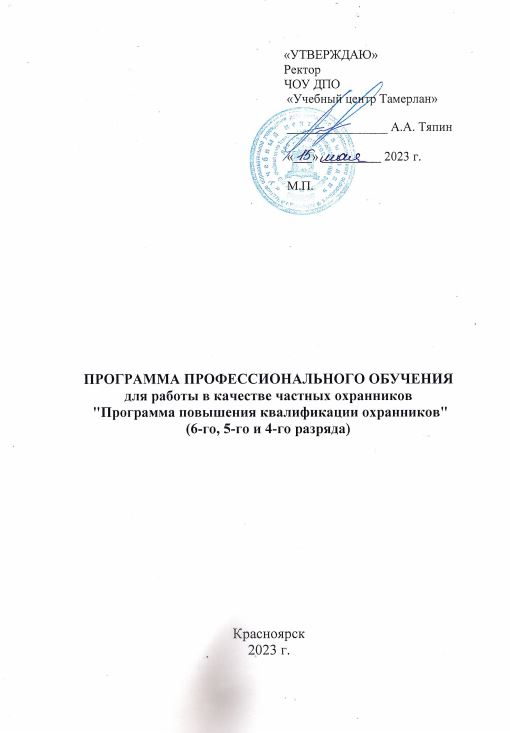 «УТВЕРЖДАЮ»
Ректор
ЧОУ ДПО
«Учебный центр Тамерлан»
________________ А.А. Тяпин
« 15 » мая 2023 г.
М.П.
ПРОГРАММА ПРОФЕССИОНАЛЬНОГО ОБУЧЕНИЯ
для работы в качестве частных охранников
"Программа повышения квалификации охранников"
(6-го, 5-го и 4-го разряда)
Красноярск
2023 г.